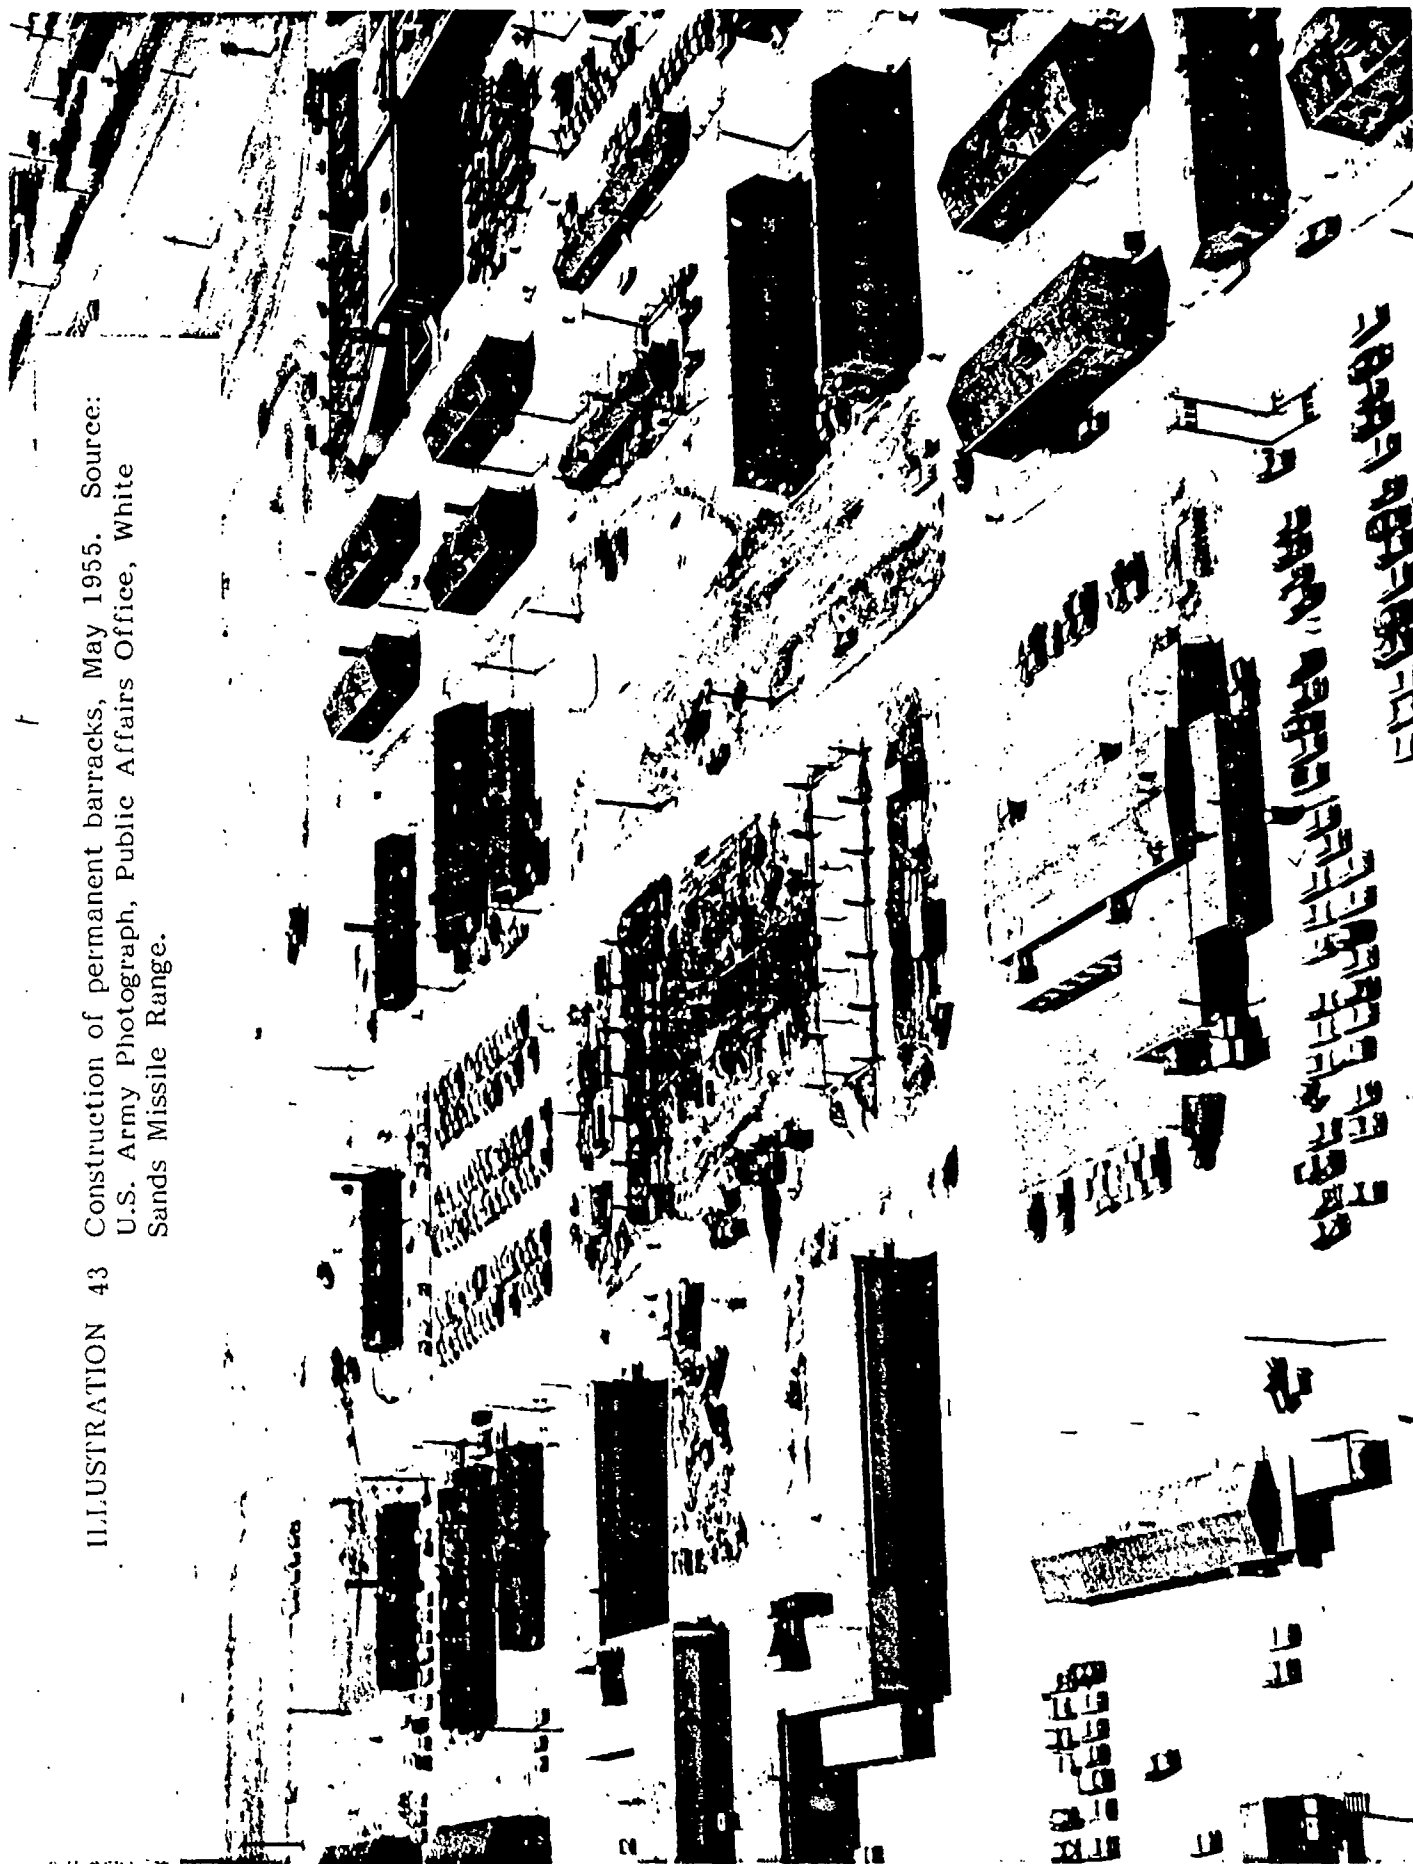 ILLUSTRATION 43 Construction of permanent barracks, May 1955. Source:
U.S. Army Photograph, Public Affairs Office, White
Sands Missile Range.